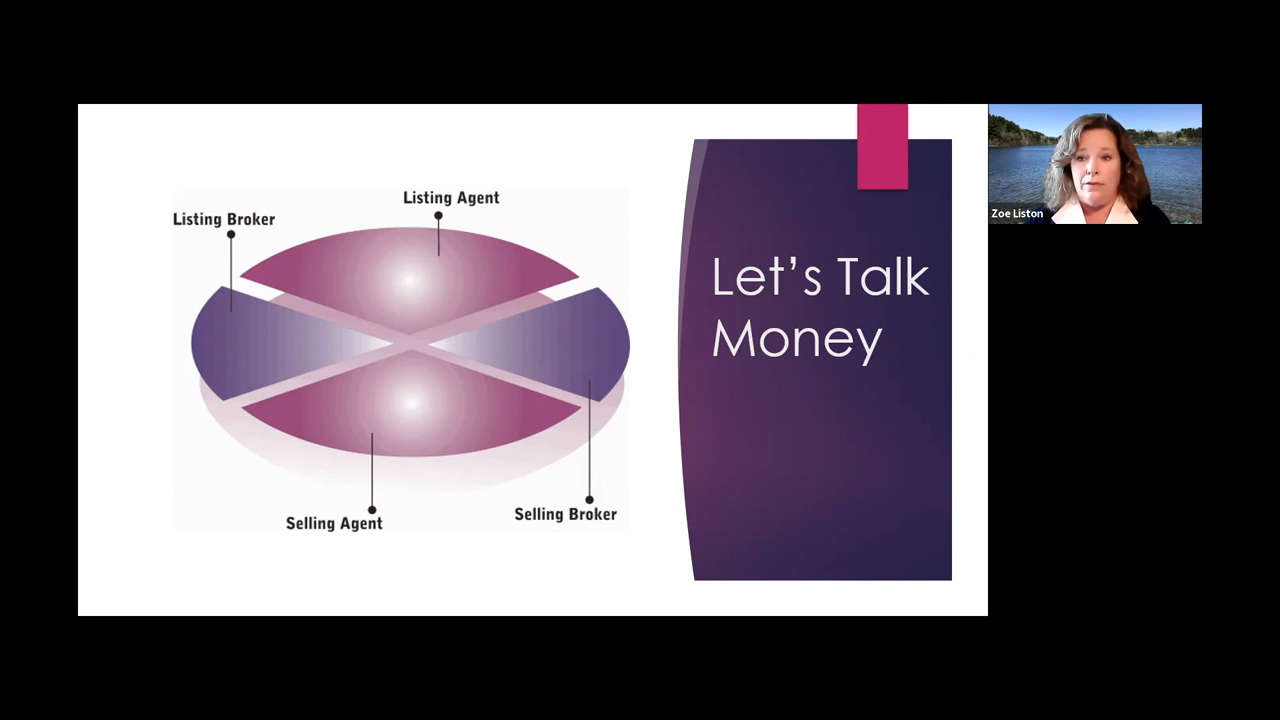 Listing Agent
Listing Broker
Selling Agent
Selling Broker
Let’s Talk
Money
Zoe Liston